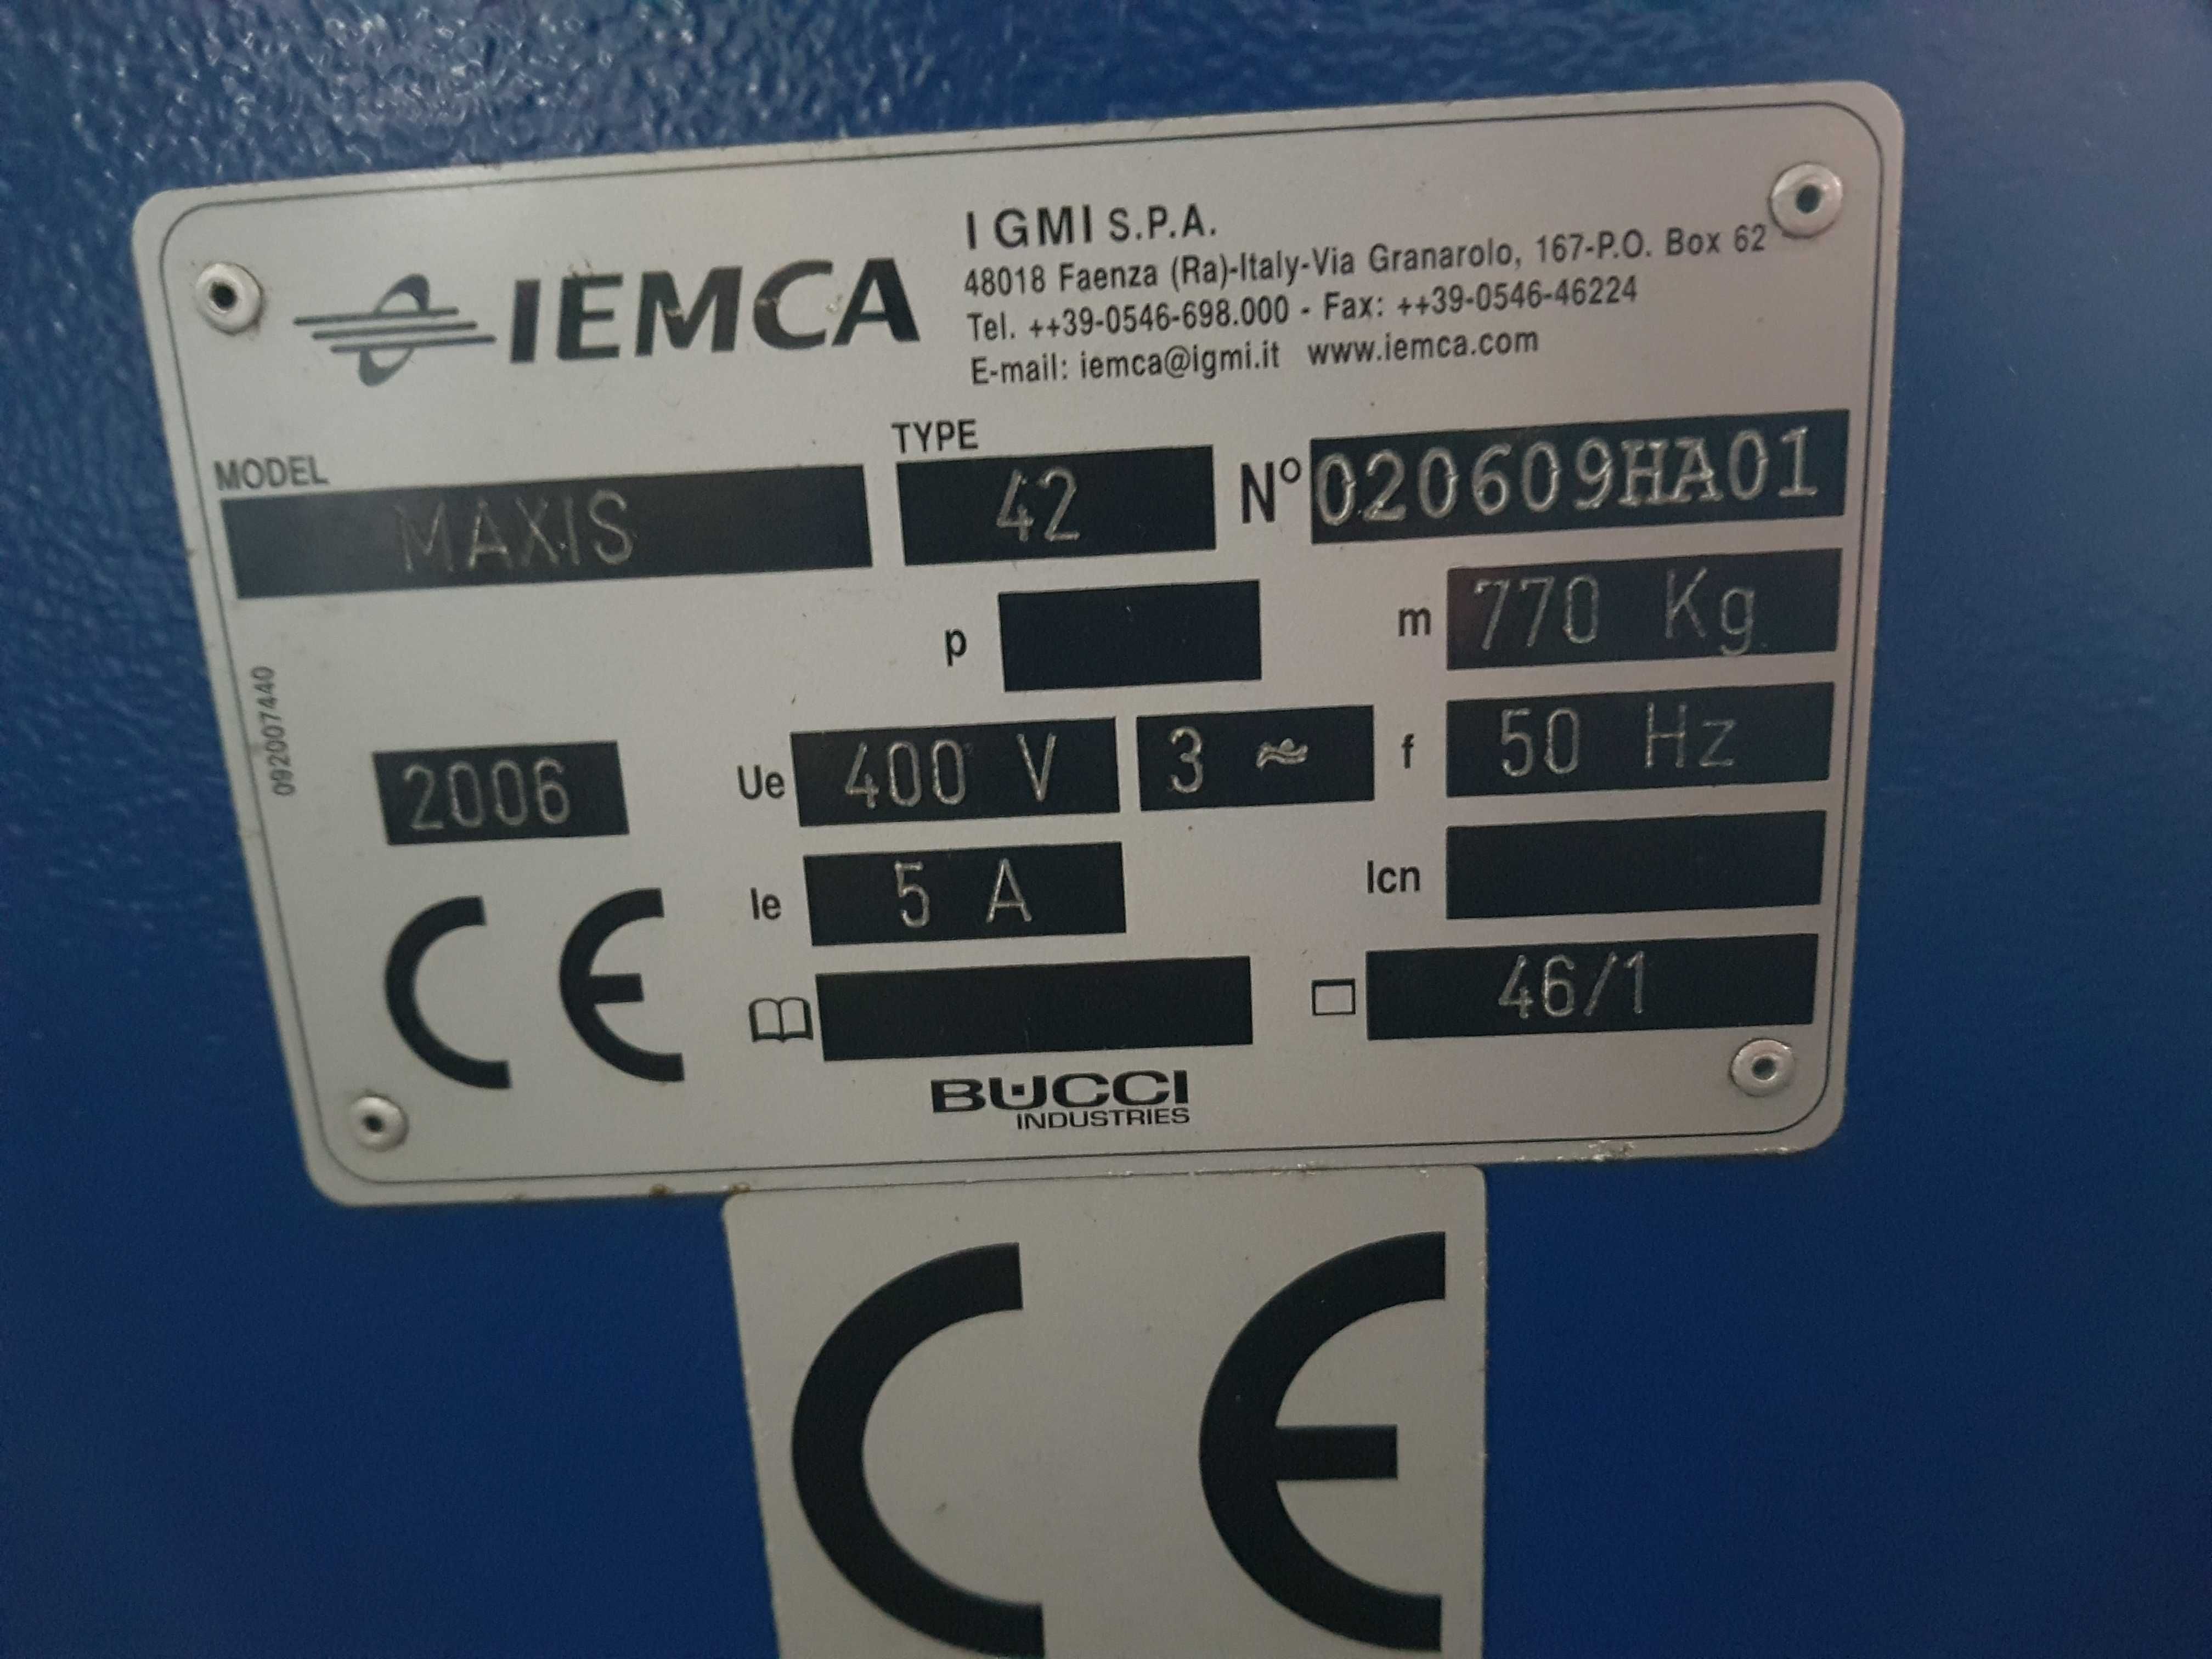 IEMCA
I GMI S.P.A.
48018 Faenza (Ra)-Italy-Via Granarolo, 167-P.O. Box 62
Tel. ++39-0546-698.000 - Fax: ++39-0546-46224
E-mail: iemca@igmi.it www.iemca.com
MODEL MAXIS TYPE 42 N° 020609HA01
p m 770 Kg
092007440
2006 Ue 400 V 3 ≈ f 50 Hz
Ie 5 A Icn
CE
46/1
BUCCI
INDUSTRIES
CE